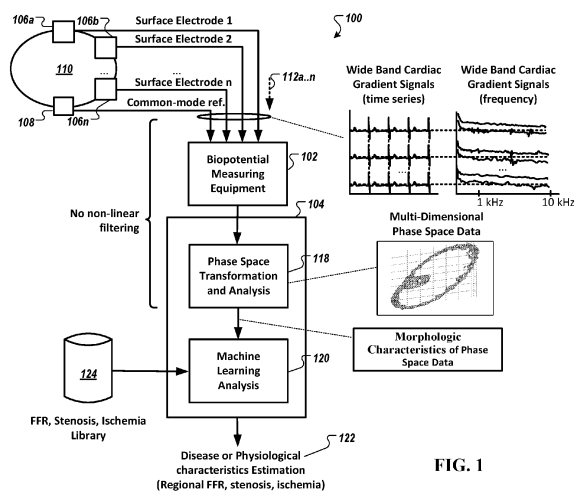 106a
106b
Surface Electrode 1
Surface Electrode 2
100
110
...
...
Surface Electrode n
Common-mode ref.
112a..n
108
106n
Wide Band Cardiac
Gradient Signals
(time series)
Wide Band Cardiac
Gradient Signals
(frequency)
...
...
1 kHz
10 kHz
Biopotential
Measuring
Equipment
102
No non-linear
filtering
104
Phase Space
Transformation
and Analysis
118
Multi-Dimensional
Phase Space Data
Morphologic
Characteristics of Phase
Space Data
Machine
Learning
Analysis
120
124
FFR, Stenosis, Ischemia
Library
Disease or Physiological
characteristics Estimation
(Regional FFR, stenosis, ischemia)
122
FIG. 1